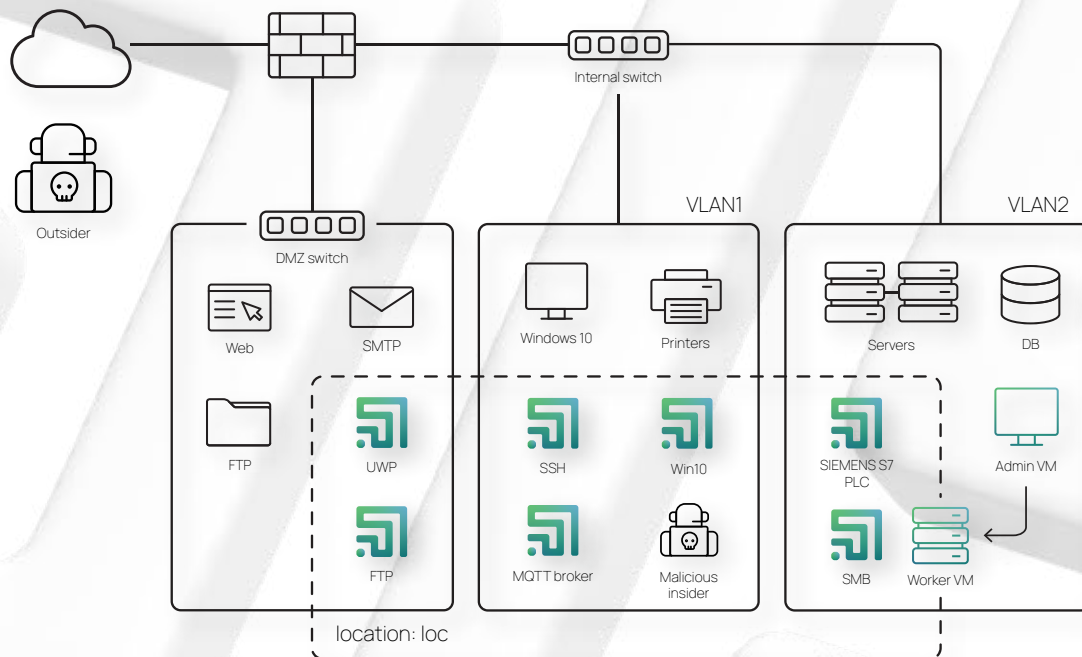 Internal switch
Outsider
VLAN1
VLAN2
DMZ switch
Web
SMTP
Windows 10
Printers
Servers
DB
FTP
UWP
SSH
Win10
SIEMENS S7
PLC
Admin VM
FTP
MQTT broker
Malicious
insider
SMB
Worker VM
location: loc